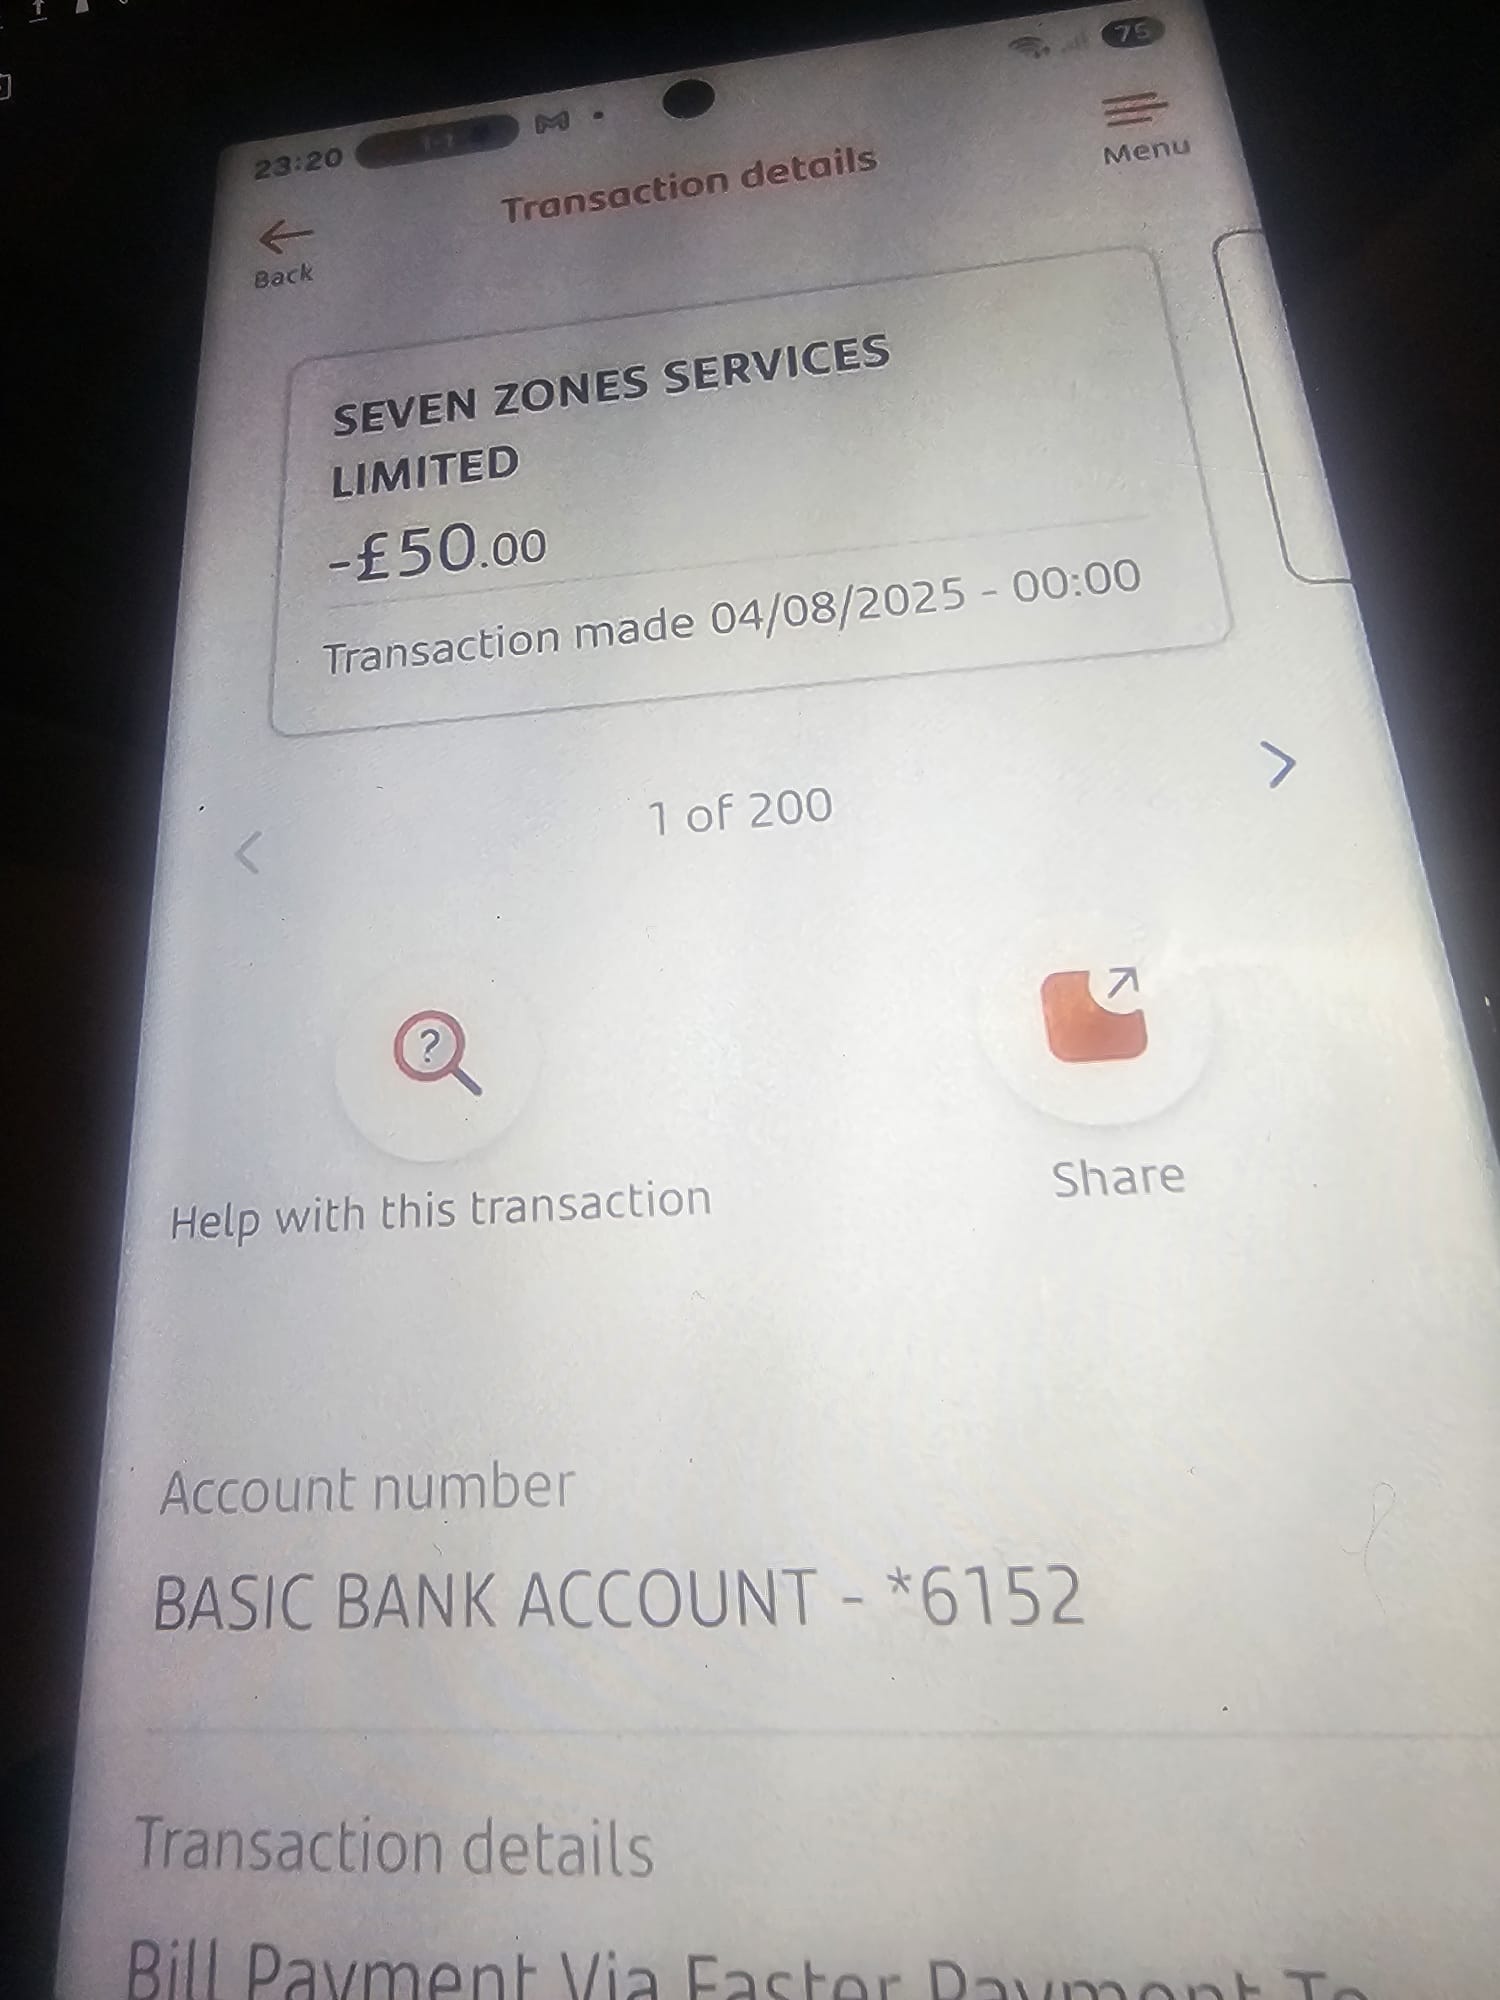 75
23:20
Menu
Transaction details
Back
SEVEN ZONES SERVICES
LIMITED
-£50.00
Transaction made 04/08/2025 - 00:00
1 of 200
?
Help with this transaction
Share
Account number
BASIC BANK ACCOUNT - *6152
Transaction details
Bill Payment Via Faster Payment To